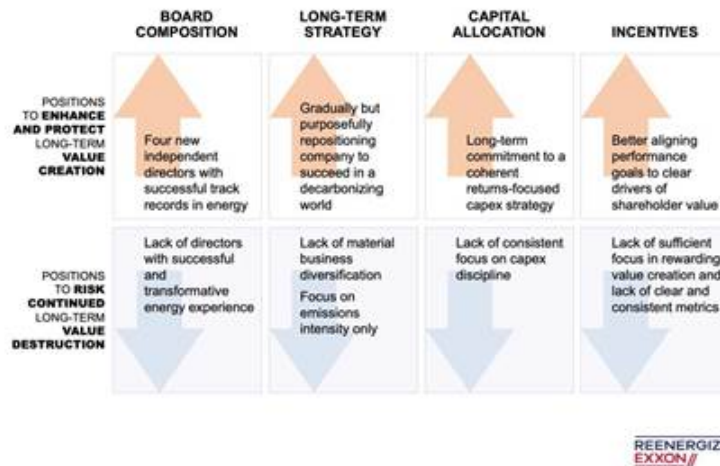 BOARD
COMPOSITION
LONG-TERM
STRATEGY
CAPITAL
ALLOCATION
INCENTIVES
POSITIONS
TO ENHANCE
AND PROTECT
LONG-TERM
VALUE
CREATION
Four new
independent
directors with
successful track
records in energy
Gradually but
purposefully
repositioning
company to
succeed in a
decarbonizing
world
Long-term
commitment to a
coherent
returns-focused
capex strategy
Better aligning
performance
goals to clear
drivers of
shareholder value
POSITIONS
TO RISK
CONTINUED
LONG-TERM
VALUE
DESTRUCTION
Lack of directors
with successful
and
transformative
energy experience
Lack of material
business
diversification
Focus on
emissions
intensity only
Lack of consistent
focus on capex
discipline
Lack of sufficient
focus in rewarding
value creation and
lack of clear and
consistent metrics
REENERGIZ
EXXON//